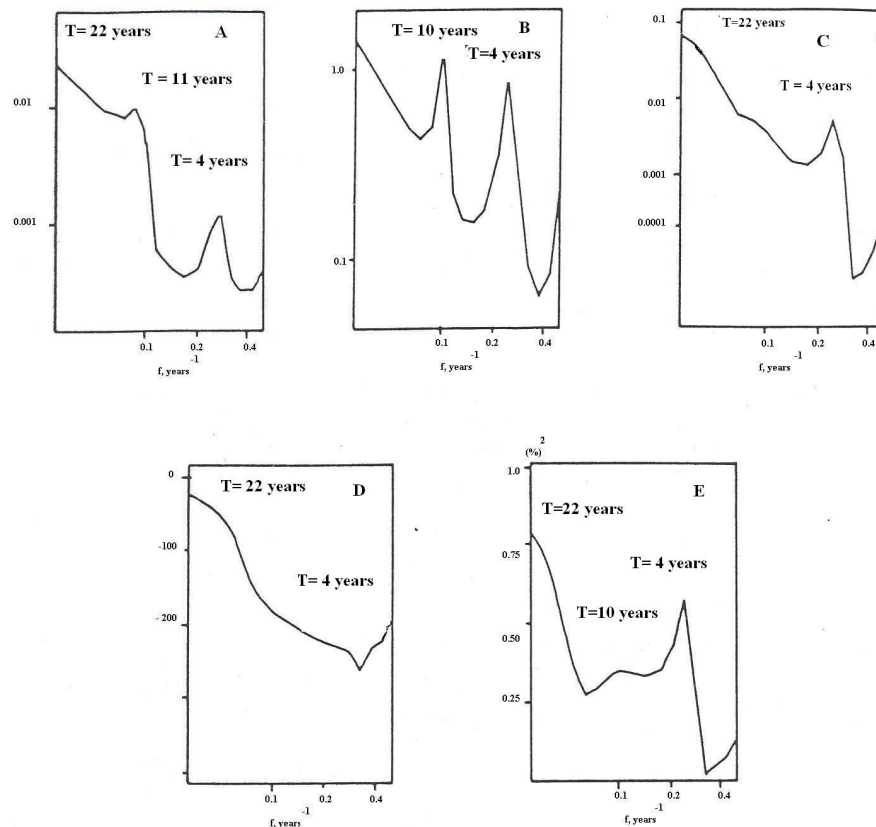 T= 22 years
A
T = 11 years
T= 4 years
0.01
0.001
0.1
0.2
0.4
-1
f, years
T= 10 years
B
T=4 years
1.0
0.1
0.1
0.2
0.4
-1
f, years
0.1
T=22 years
C
T = 4 years
0.01
0.001
0.0001
0.1
0.2
0.4
-1
f, years
0
T= 22 years
D
-100
T= 4 years
- 200
0.1
0.2
0.4
-1
f, years
2
(%)
1.0
E
T=22 years
0.75
T= 4 years
T=10 years
0.50
0.25
0.1
0.2
0.4
-1
f, years